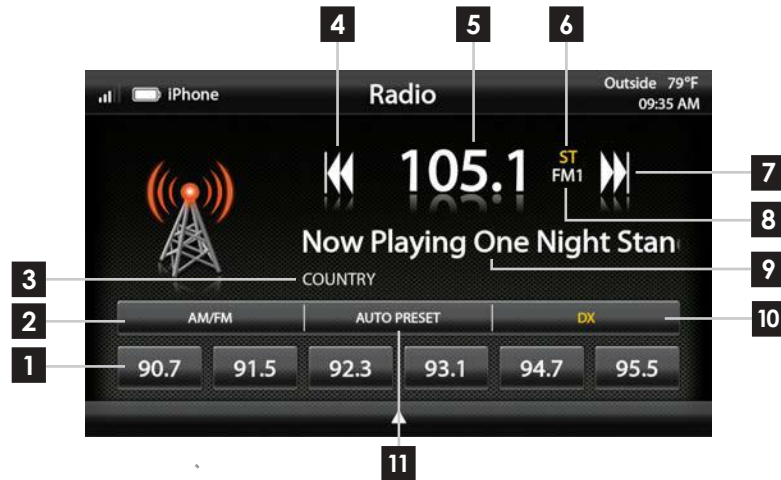 4 5 6
iPhone Radio Outside 79°F
09:35 AM
105.1 ST
FM1
7
8
Now Playing One Night Stan
9
3 COUNTRY
2 AM/FM AUTO PRESET DX 10
1 90.7 91.5 92.3 93.1 94.7 95.5
11